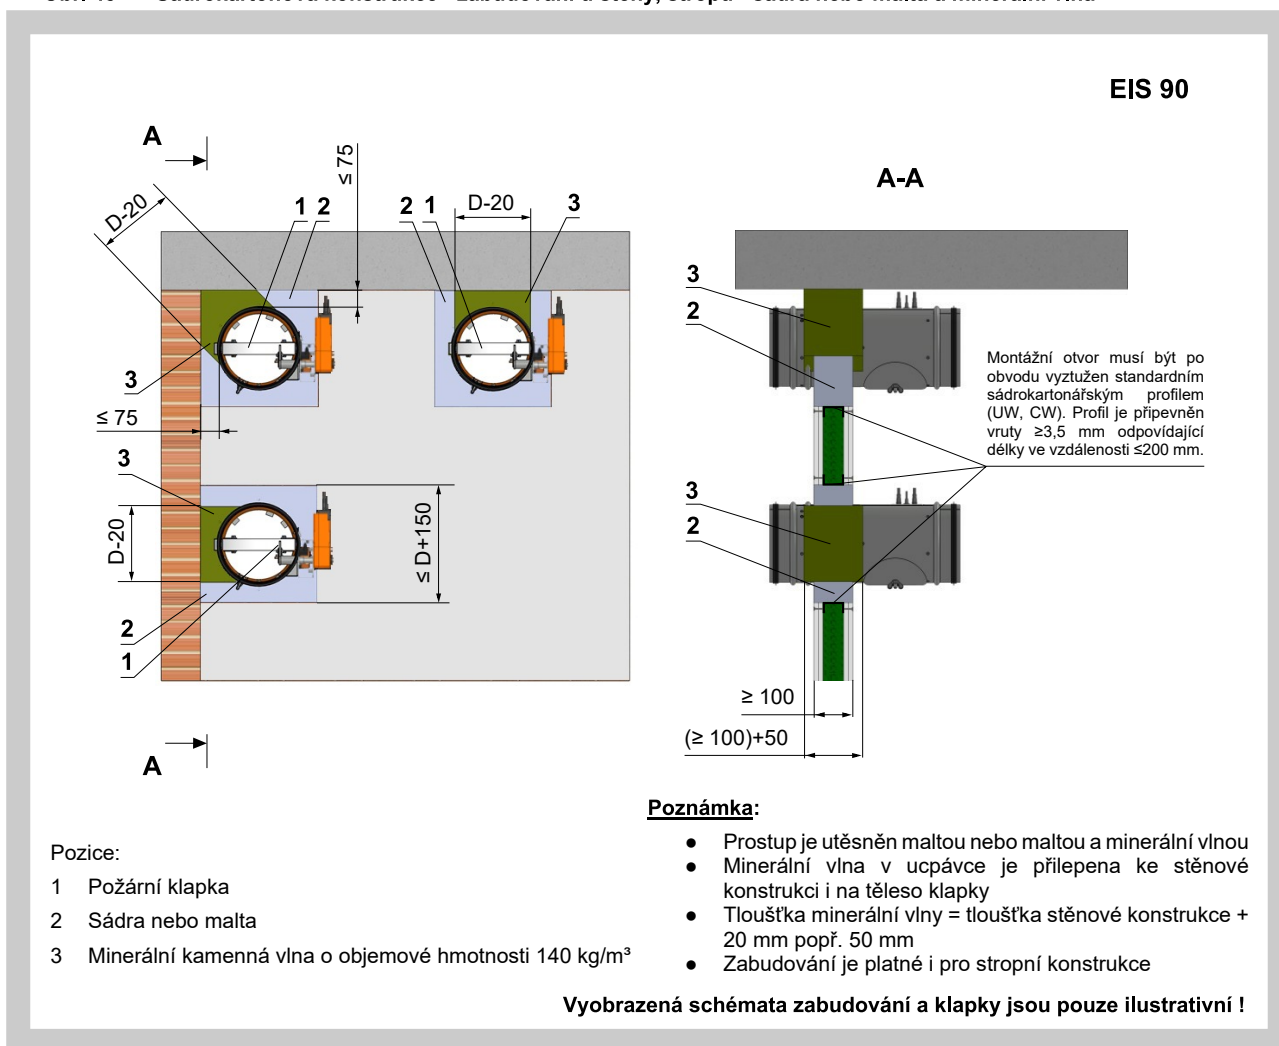 EIS 90
A
≤ 75
A-A
D-20
1 2
2 1
D-20
3
3
2
3
≤ 75
3
D-20
≤ D+150
2
1
Montážní otvor musí být po
obvodu vyztužen standardním
sádrokartonářským profilem
(UW, CW). Profil je připevněn
vruty ≥3,5 mm odpovídající
délky ve vzdálenosti ≤200 mm.
3
2
≥ 100
(≥ 100)+50
A
Pozice:
1 Požární klapka
2 Sádra nebo malta
3 Minerální kamenná vlna o objemové hmotnosti 140 kg/m³
Poznámka:
● Prostup je utěsněn maltou nebo maltou a minerální vlnou
● Minerální vlna v ucpávce je přilepena ke stěnové
konstrukci i na těleso klapky
● Tloušťka minerální vlny = tloušťka stěnové konstrukce +
20 mm popř. 50 mm
● Zabudování je platné i pro stropní konstrukce
Vyobrazená schémata zabudování a klapky jsou pouze ilustrativní !